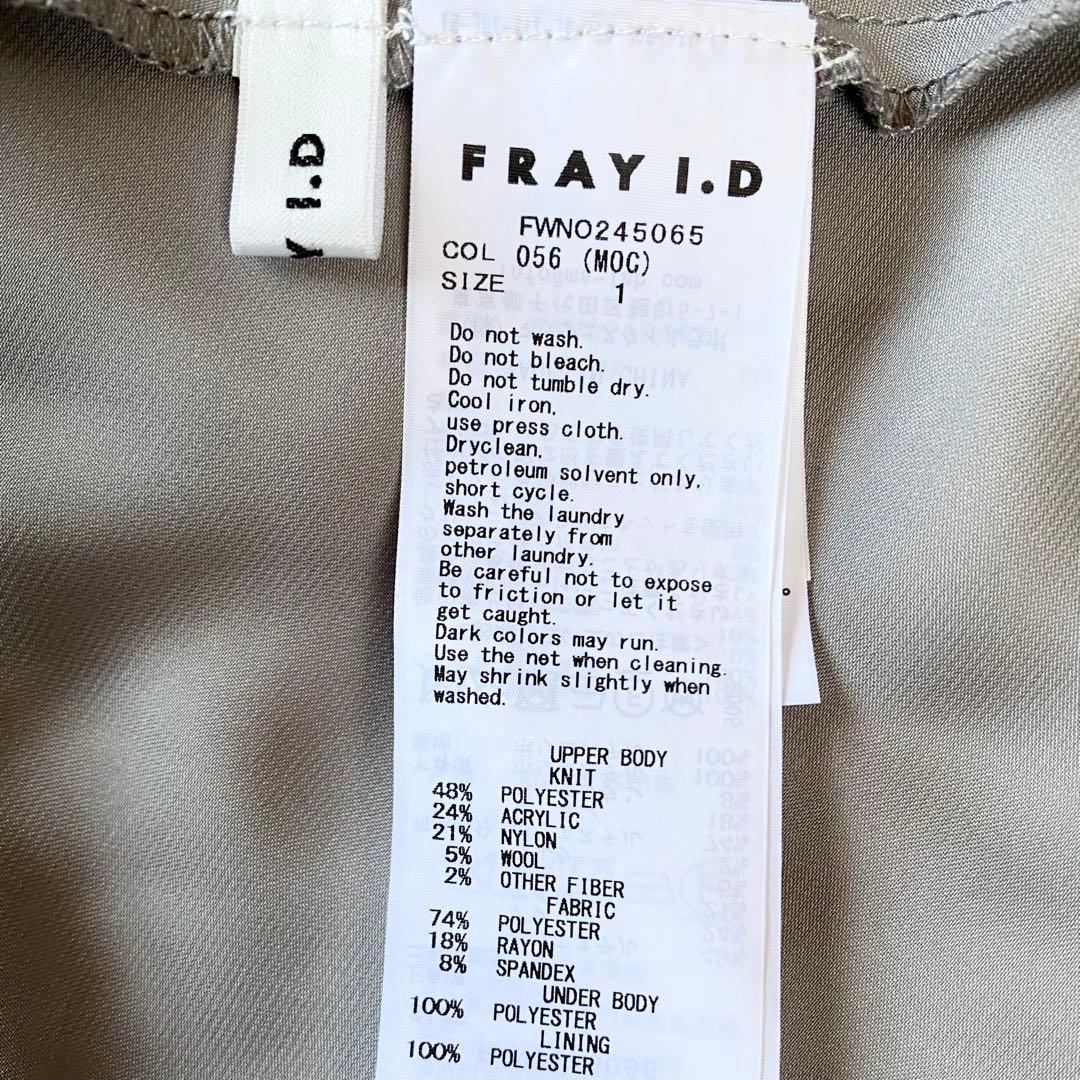 Y I.D
FRAY I.D
FWNO245065
COL 056 (MOC)
SIZE 1
Do not wash.
Do not bleach.
Do not tumble dry.
Cool iron,
use press cloth.
Dryclean,
petroleum solvent only,
short cycle.
Wash the laundry
separately from
other laundry.
Be careful not to expose
to friction or let it
get caught.
Dark colors may run.
Use the net when cleaning.
May shrink slightly when
washed.
UPPER BODY
KNIT
48% POLYESTER
24% ACRYLIC
21% NYLON
5% WOOL
2% OTHER FIBER
FABRIC
74% POLYESTER
18% RAYON
8% SPANDEX
UNDER BODY
100% POLYESTER
LINING
100% POLYESTER